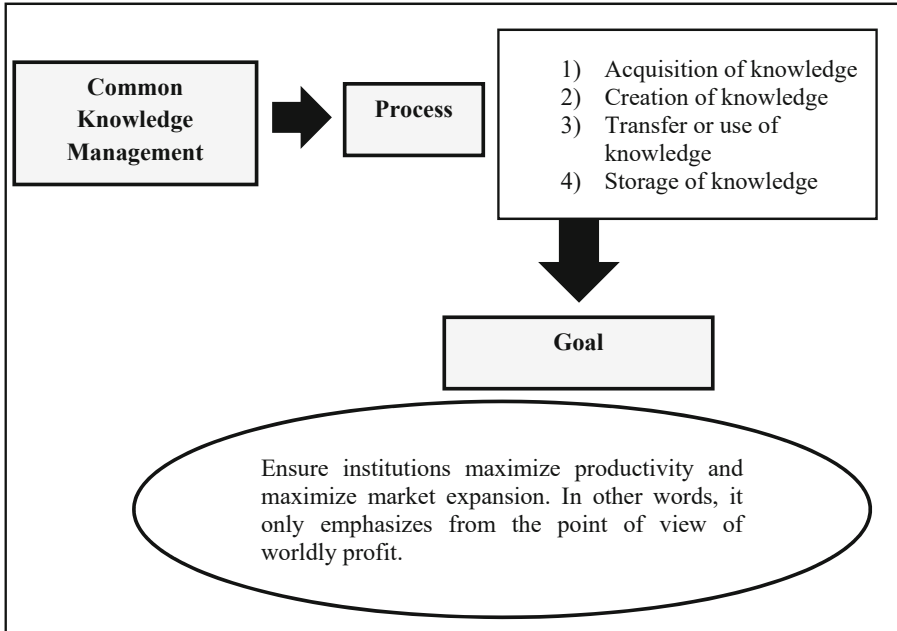 Common
Knowledge
Management
Process
1) Acquisition of knowledge
2) Creation of knowledge
3) Transfer or use of
knowledge
4) Storage of knowledge
Goal
Ensure institutions maximize productivity and
maximize market expansion. In other words, it
only emphasizes from the point of view of
worldly profit.